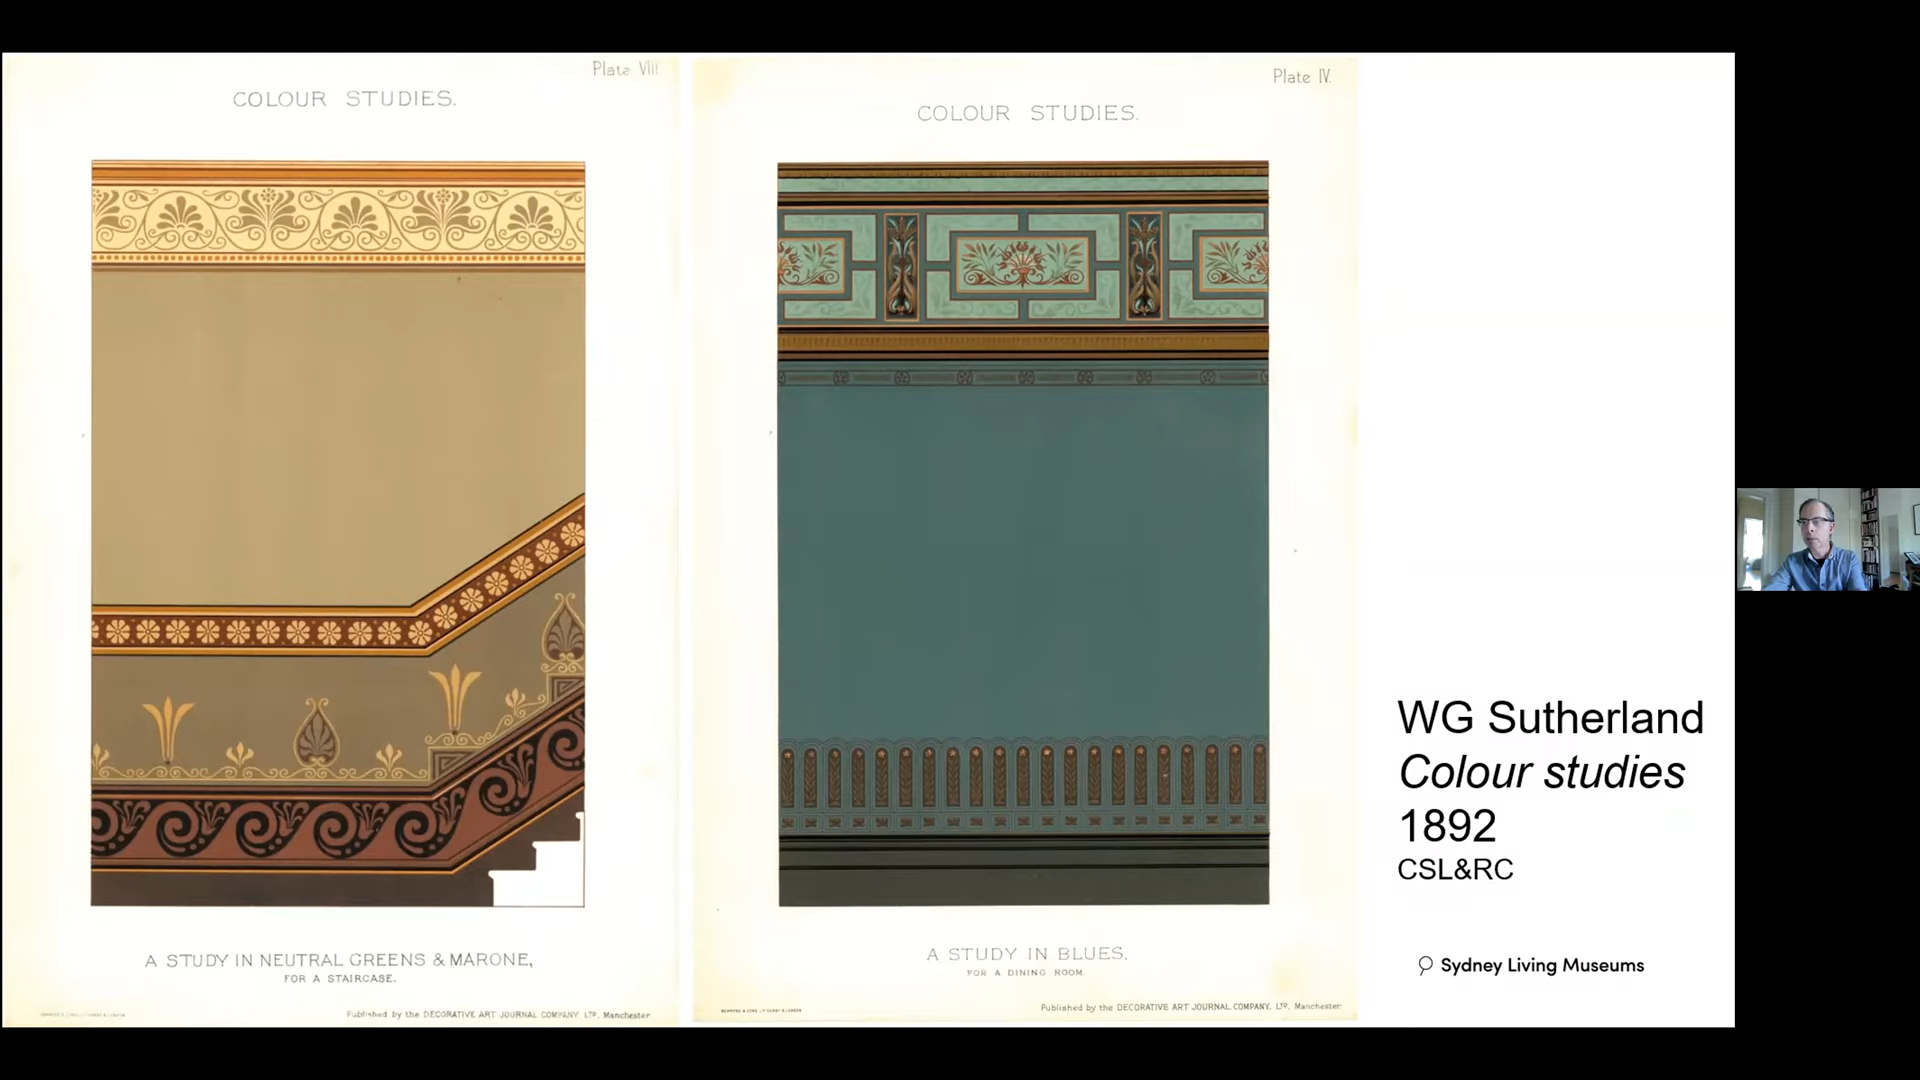 Plate VIII.
COLOUR STUDIES.
A STUDY IN NEUTRAL GREENS & MARONE,
FOR A STAIRCASE.
Published by the DECORATIVE ART JOURNAL COMPANY, LTD., Manchester.
Plate IV.
COLOUR STUDIES.
A STUDY IN BLUES,
FOR A DINING ROOM.
Published by the DECORATIVE ART JOURNAL COMPANY, LTD., Manchester.
WG Sutherland
Colour studies
1892
CSL&RC
Sydney Living Museums